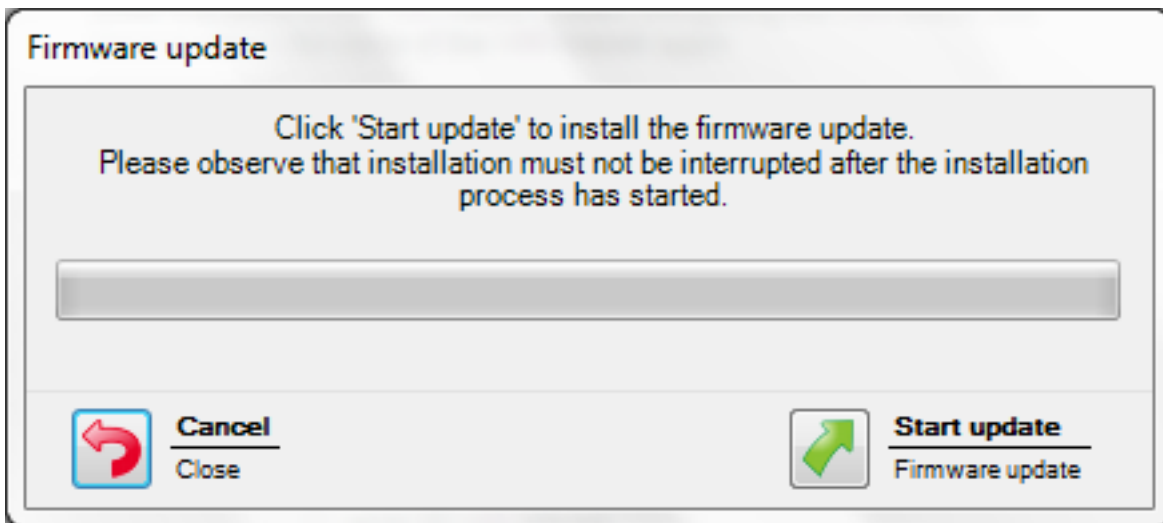 Firmware update
Click 'Start update' to install the firmware update.
Please observe that installation must not be interrupted after the installation
process has started.
Cancel
Close
Start update
Firmware update